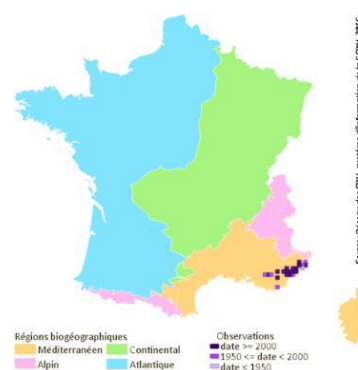 Régions biogéographiques
Méditerranéen
Continental
Alpin
Atlantique
Observations
date >= 2000
1950 <= date < 2000
date < 1950